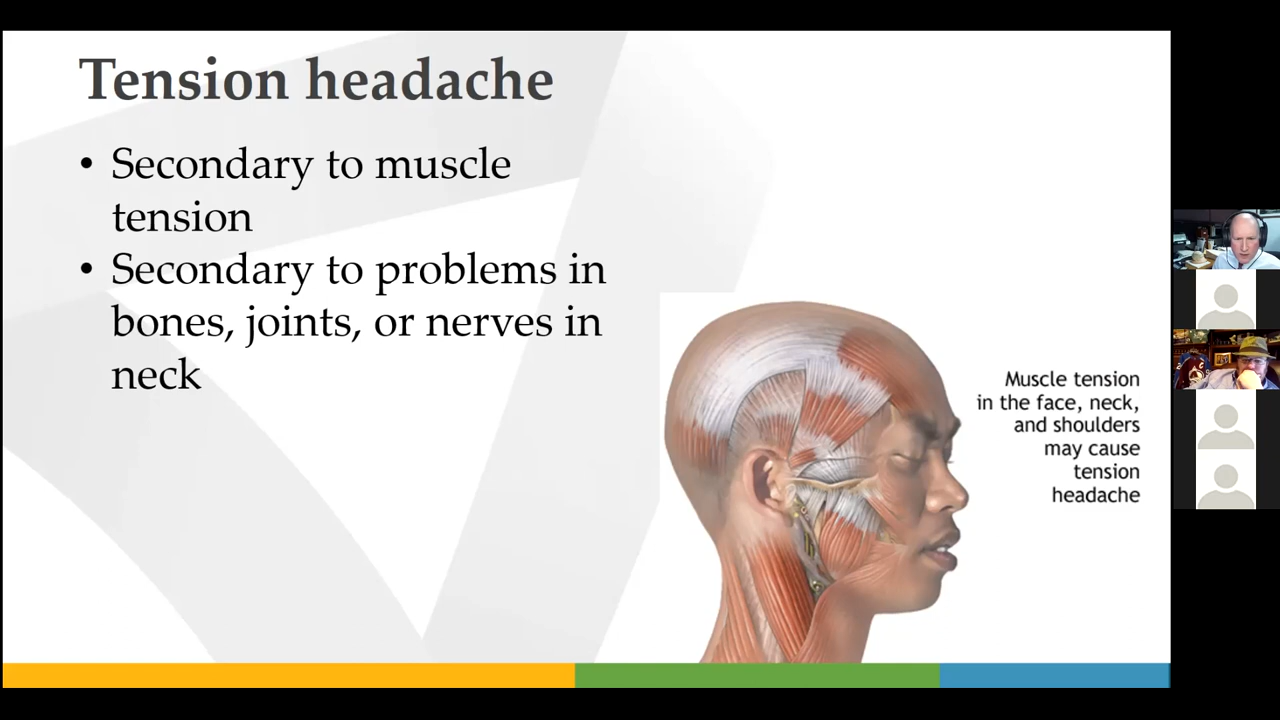 Tension headache
• Secondary to muscle
tension
• Secondary to problems in
bones, joints, or nerves in
neck
Muscle tension
in the face, neck,
and shoulders
may cause
tension
headache